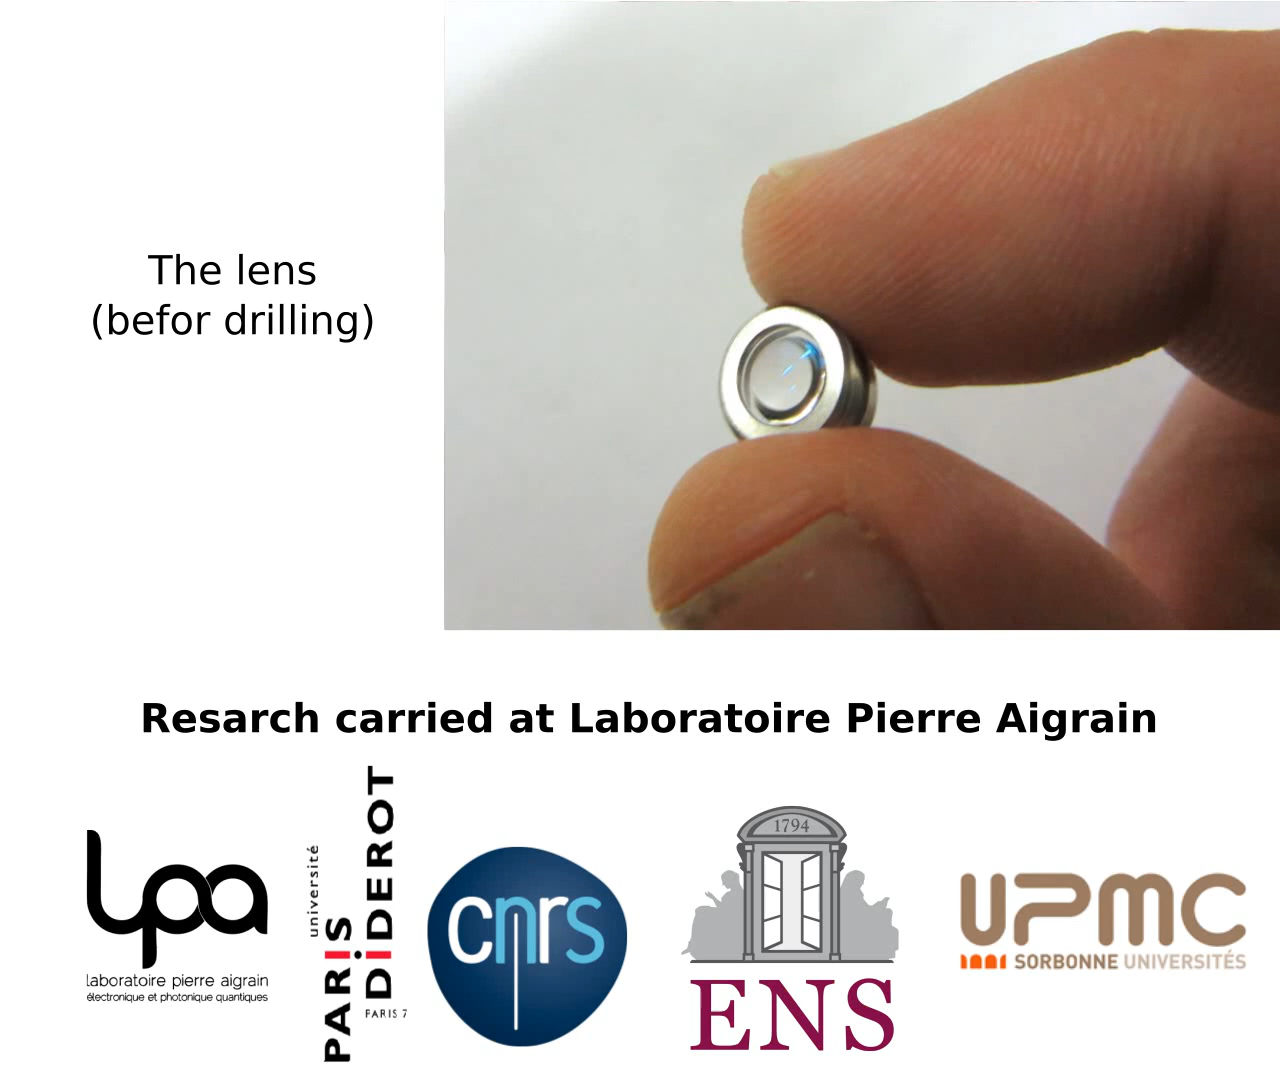 The lens
(befor drilling)
Resarch carried at Laboratoire Pierre Aigrain
lpa
laboratoire pierre aigrain
électronique et photonique quantiques
université
PARIS
DIDEROT
PARIS 7
cnrs
1794
ENS
UPMC
SORBONNE UNIVERSITÉS